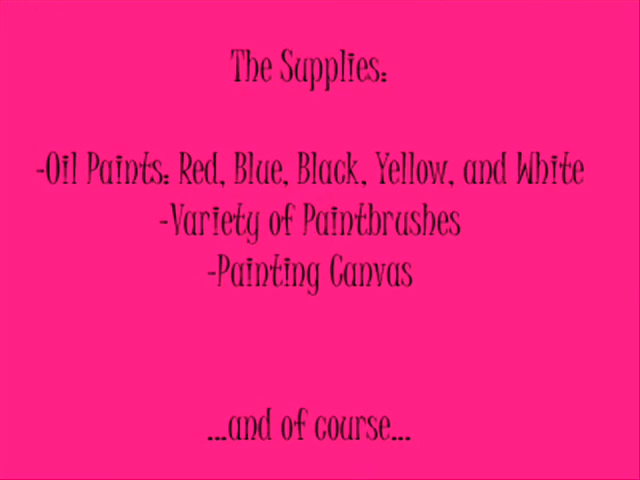 The Supplies:
-Oil Paints: Red, Blue, Black, Yellow, and White
-Variety of Paintbrushes
-Painting Canvas
...and of course...